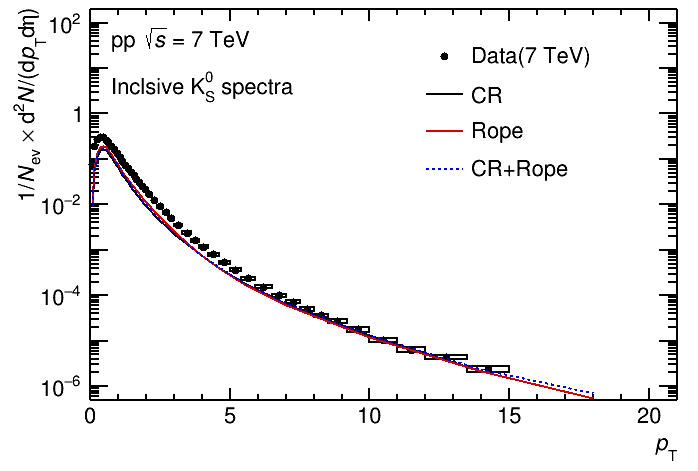 pp √s = 7 TeV
Inclsive K⁰S spectra
Data(7 TeV)
CR
Rope
CR+Rope
1/Nev × d²N/(dpTdη)
10²
1
10⁻²
10⁻⁴
10⁻⁶
0 5 10 15 20
pT